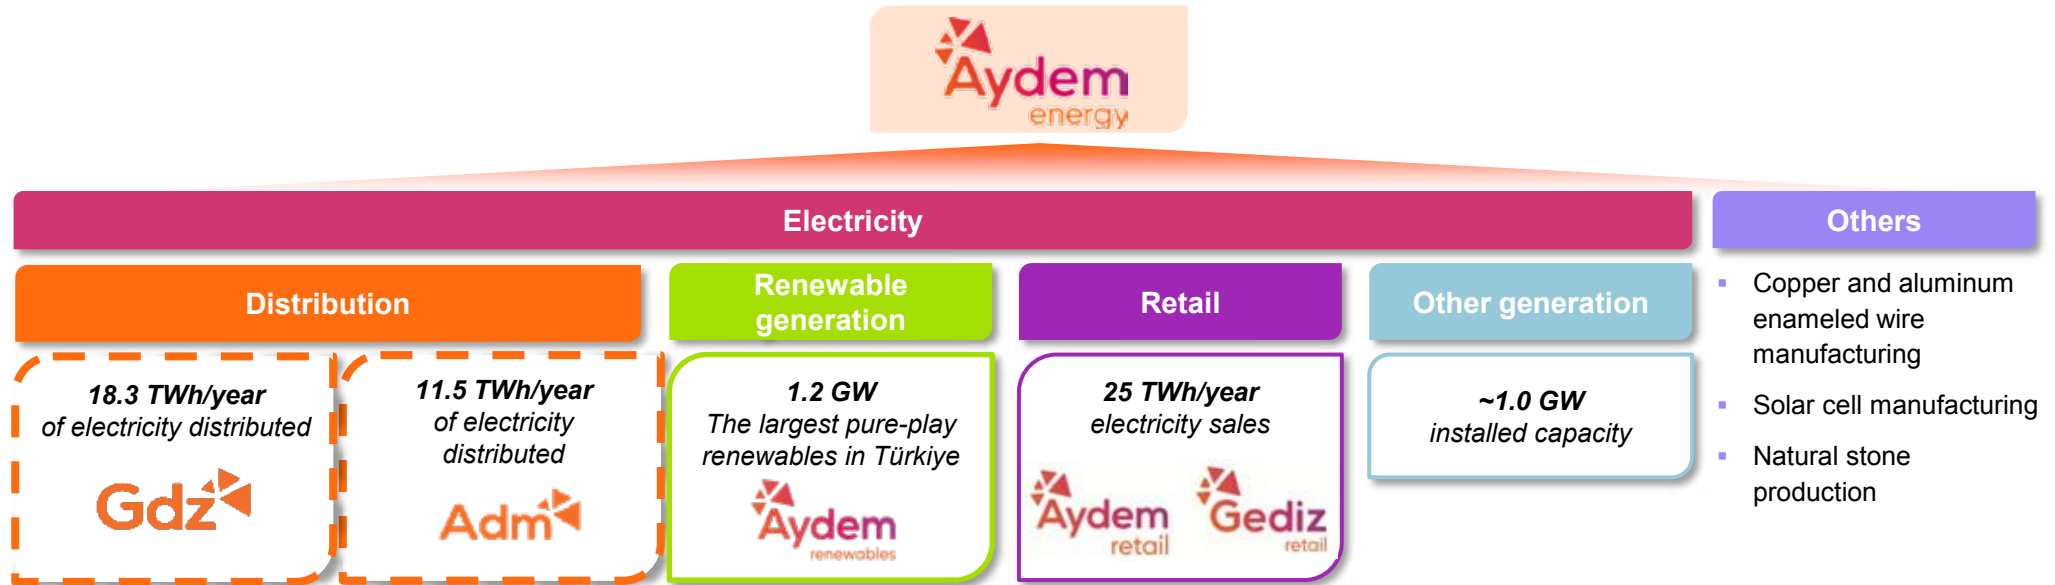 Aydem
energy
Electricity
Others
Distribution
Renewable
generation
Retail
Other generation
18.3 TWh/year
of electricity distributed
Gdz
11.5 TWh/year
of electricity
distributed
Adm
1.2 GW
The largest pure-play
renewables in Türkiye
Aydem
renewables
25 TWh/year
electricity sales
Aydem
retail
Gediz
retail
~1.0 GW
installed capacity
▪ Copper and aluminum
enameled wire
manufacturing
▪ Solar cell manufacturing
▪ Natural stone
production